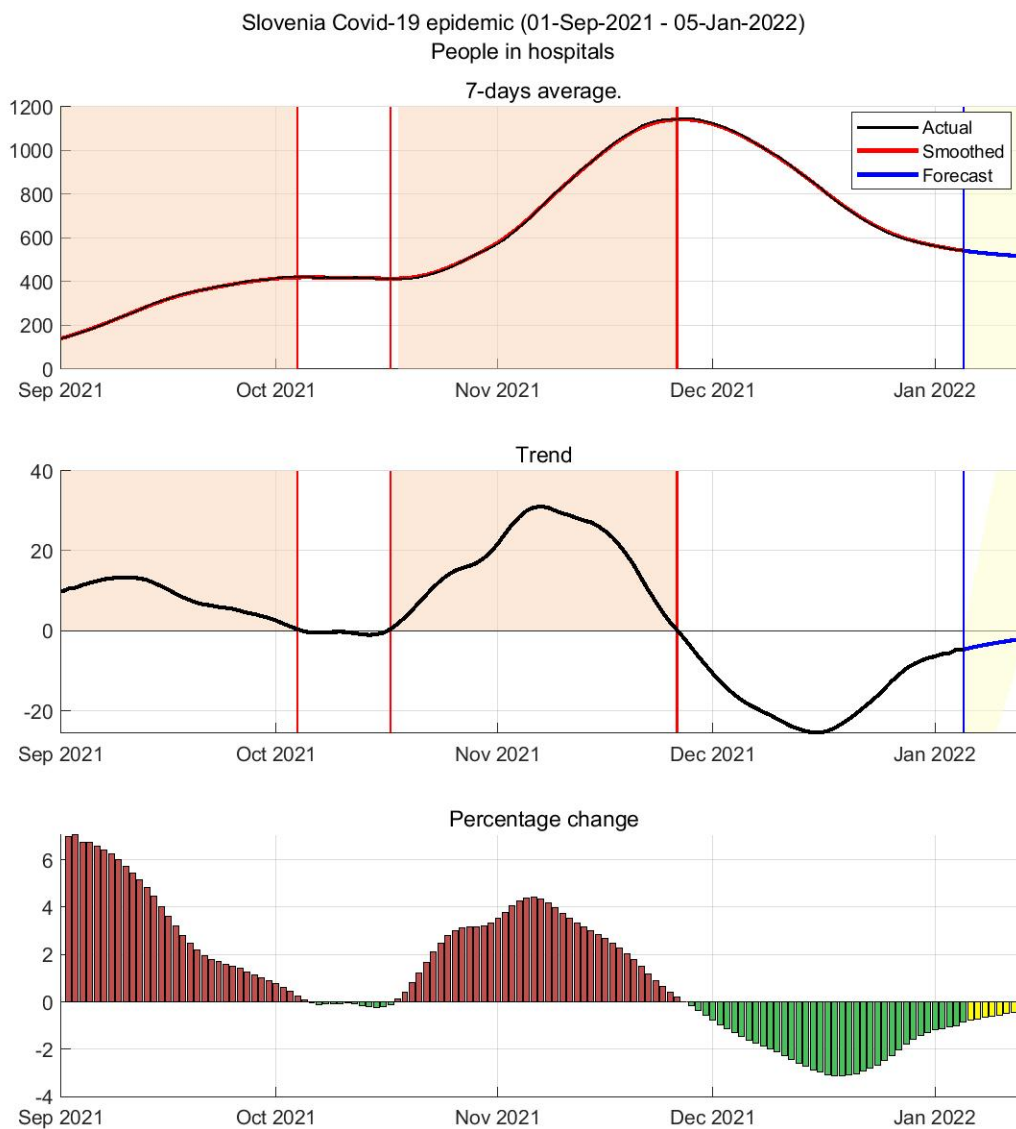 Slovenia Covid-19 epidemic (01-Sep-2021 - 05-Jan-2022)
People in hospitals
7-days average.
1200
1000
800
600
400
200
0
Actual
Smoothed
Forecast
Sep 2021 Oct 2021 Nov 2021 Dec 2021 Jan 2022
Trend
40
20
0
-20
Sep 2021 Oct 2021 Nov 2021 Dec 2021 Jan 2022
Percentage change
6
4
2
0
-2
-4
Sep 2021 Oct 2021 Nov 2021 Dec 2021 Jan 2022